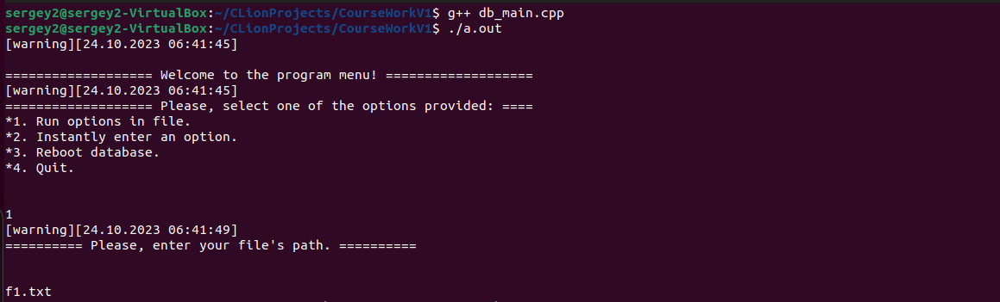 sergey2@sergey2-VirtualBox:~/CLionProjects/CourseWorkV1$ g++ db_main.cpp
sergey2@sergey2-VirtualBox:~/CLionProjects/CourseWorkV1$ ./a.out
[warning][24.10.2023 06:41:45]
=================== Welcome to the program menu! ===================
[warning][24.10.2023 06:41:45]
=================== Please, select one of the options provided: ====
*1. Run options in file.
*2. Instantly enter an option.
*3. Reboot database.
*4. Quit.
1
[warning][24.10.2023 06:41:49]
========== Please, enter your file's path. ==========
f1.txt